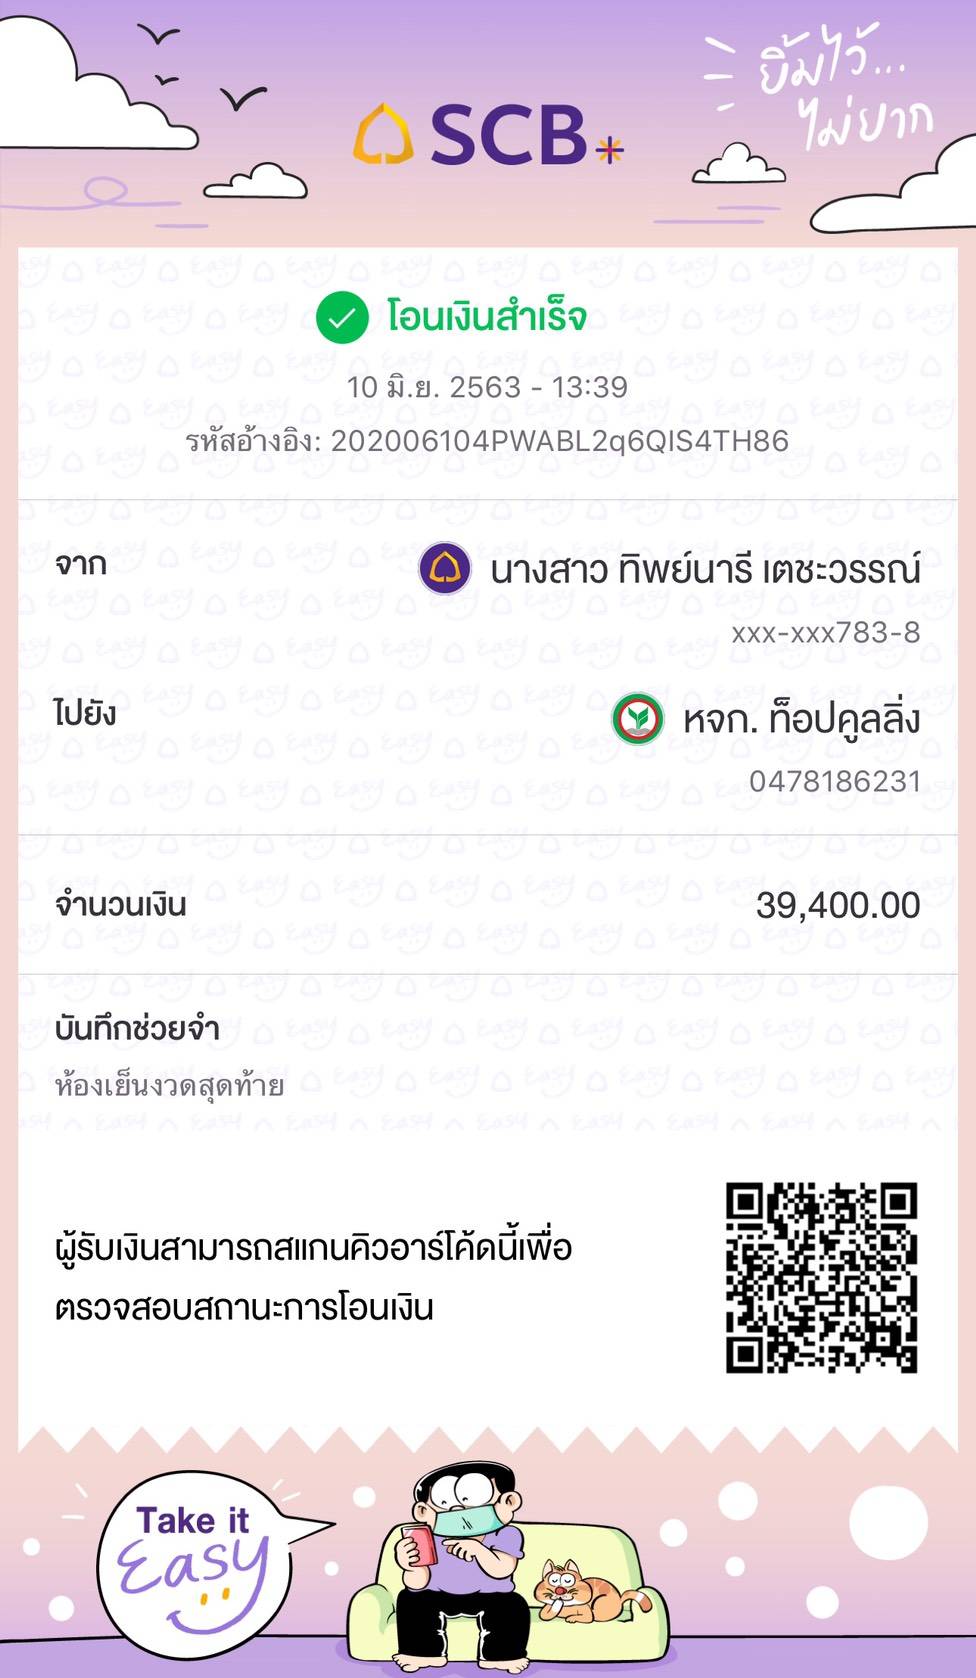 ยิ้มไว้...
ไม่ยาก
SCB
โอนเงินสำเร็จ
10 มิ.ย. 2563 - 13:39
รหัสอ้างอิง: 202006104PWABL2q6QIS4TH86
จาก นางสาว ทิพย์นารี เตชะวรรณ์
xxx-xxx783-8
ไปยัง หจก. ท็อปคูลลิ่ง
0478186231
จำนวนเงิน 39,400.00
บันทึกช่วยจำ
ห้องเย็นงวดสุดท้าย
ผู้รับเงินสามารถสแกนคิวอาร์โค้ดนี้เพื่อ
ตรวจสอบสถานะการโอนเงิน
Take it
Easy